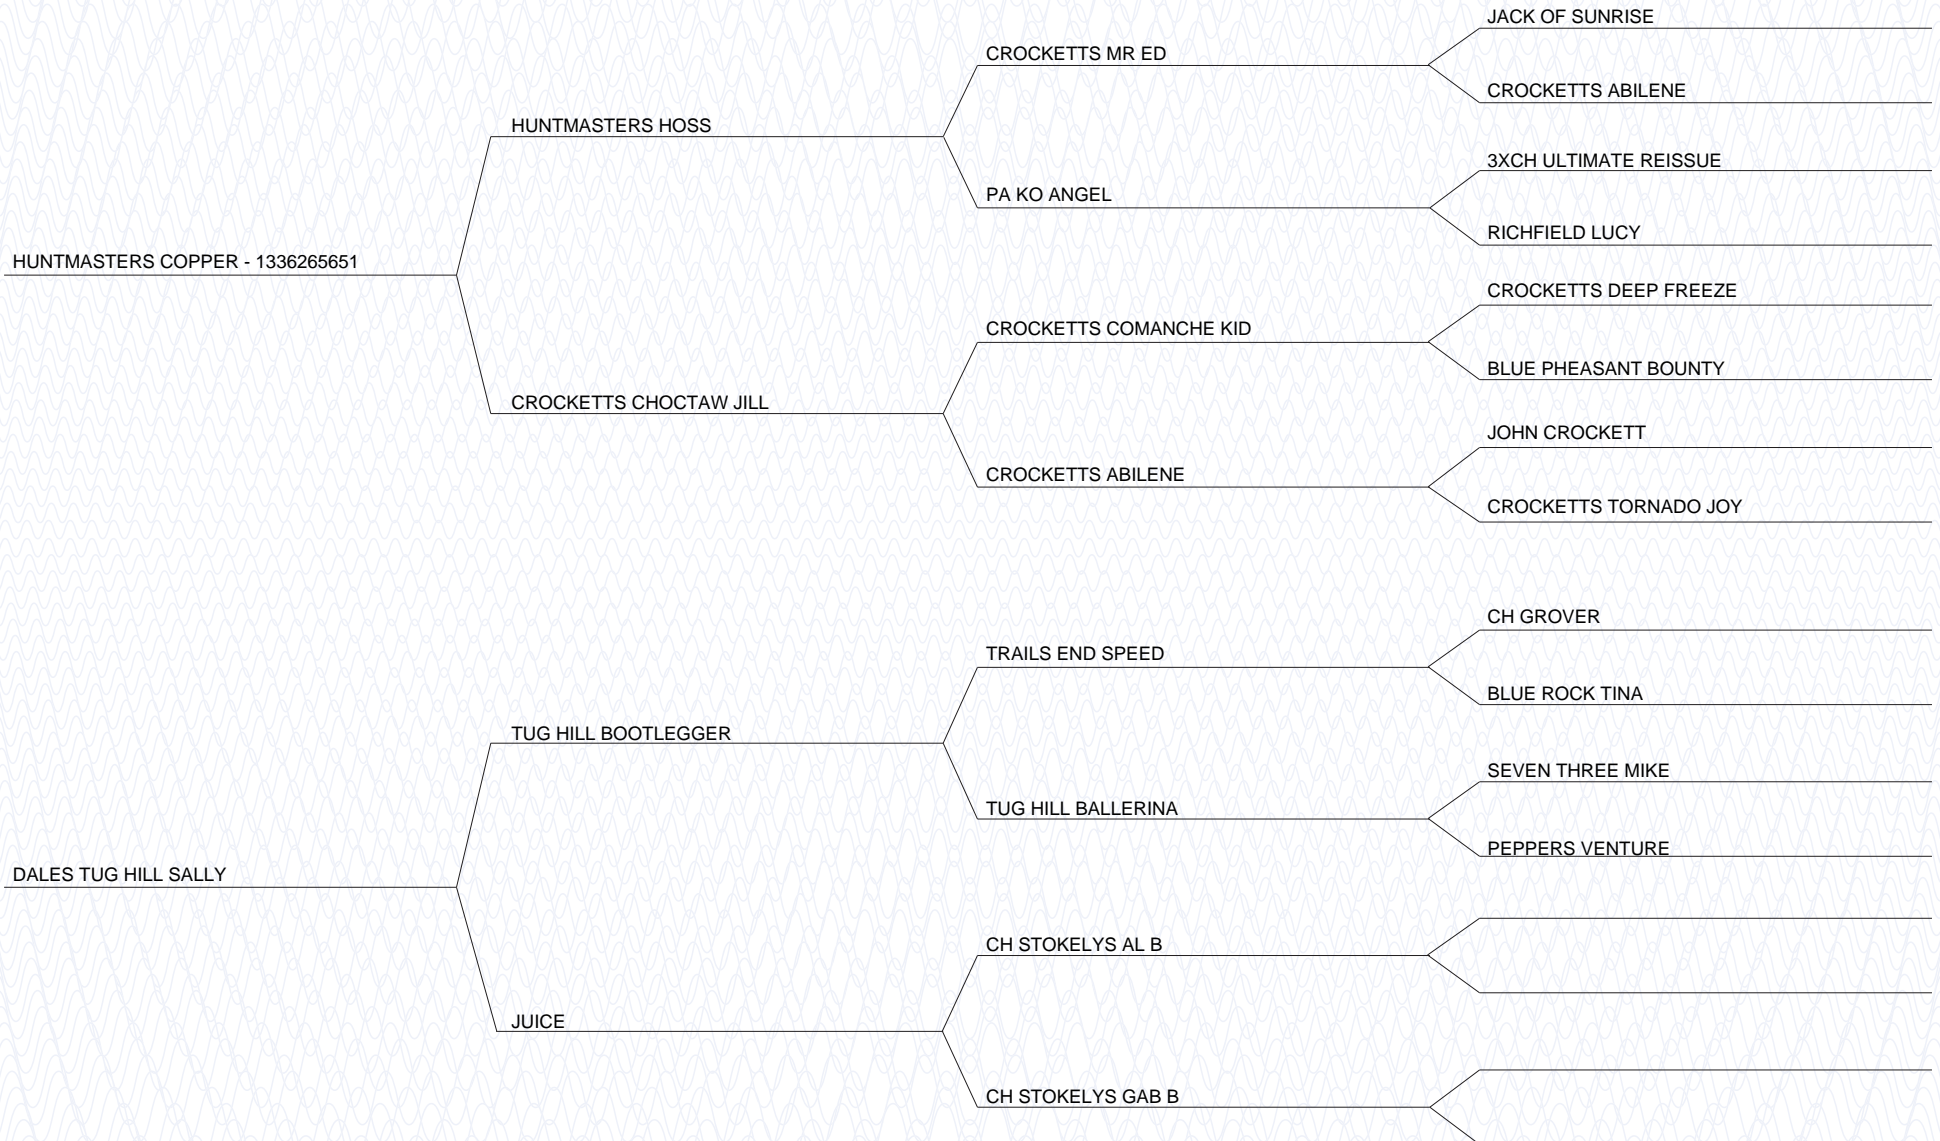 JACK OF SUNRISE
CROCKETTS MR ED
CROCKETTS ABILENE
HUNTMASTERS HOSS
3XCH ULTIMATE REISSUE
PA KO ANGEL
RICHFIELD LUCY
HUNTMASTERS COPPER - 1336265651
CROCKETTS DEEP FREEZE
CROCKETTS COMANCHE KID
BLUE PHEASANT BOUNTY
CROCKETTS CHOCTAW JILL
JOHN CROCKETT
CROCKETTS ABILENE
CROCKETTS TORNADO JOY
CH GROVER
TRAILS END SPEED
BLUE ROCK TINA
TUG HILL BOOTLEGGER
SEVEN THREE MIKE
TUG HILL BALLERINA
PEPPERS VENTURE
DALES TUG HILL SALLY
CH STOKELYS AL B
JUICE
CH STOKELYS GAB B